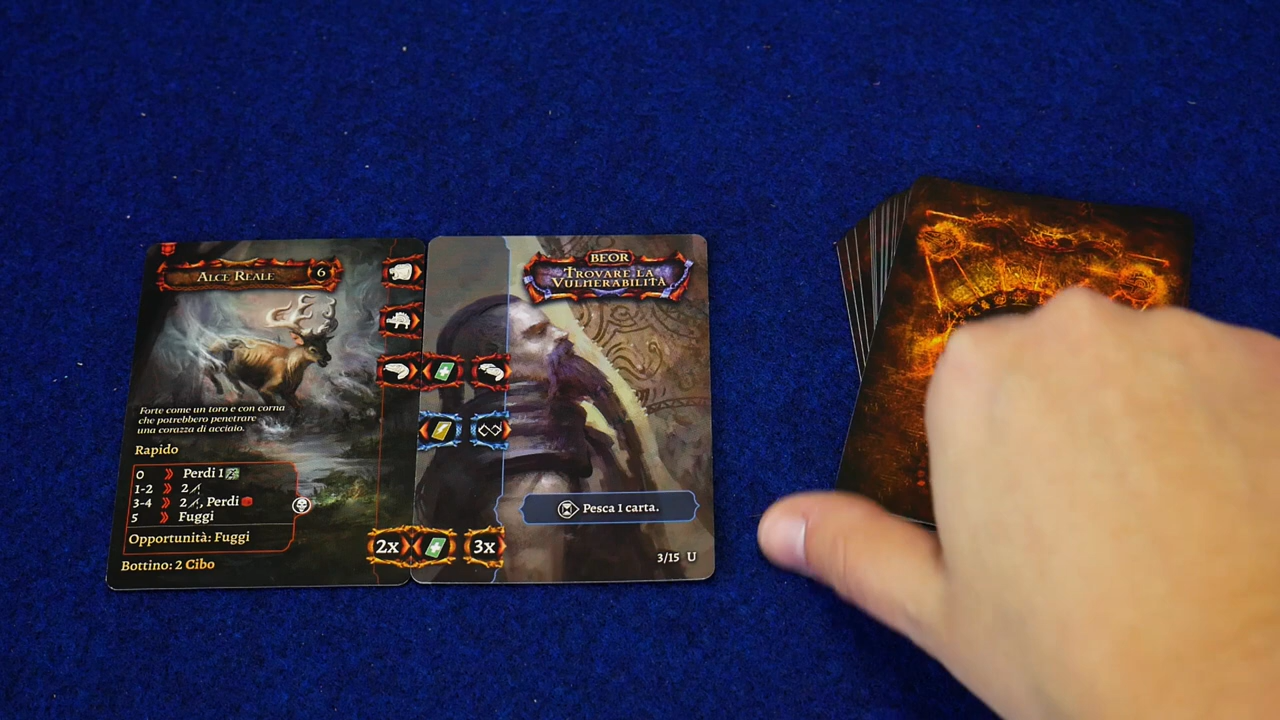 ALCE REALE 6
Forte come un toro e con corna
che potrebbero penetrare
una corazza di acciaio.
Rapido
0 Perdi 1
1-2 2
3-4 2, Perdi
5 Fuggi
Opportunità: Fuggi
Bottino: 2 Cibo
2x
BEOR
TROVARE LA
VULNERABILITÀ
Pesca 1 carta.
3x
3/15 U